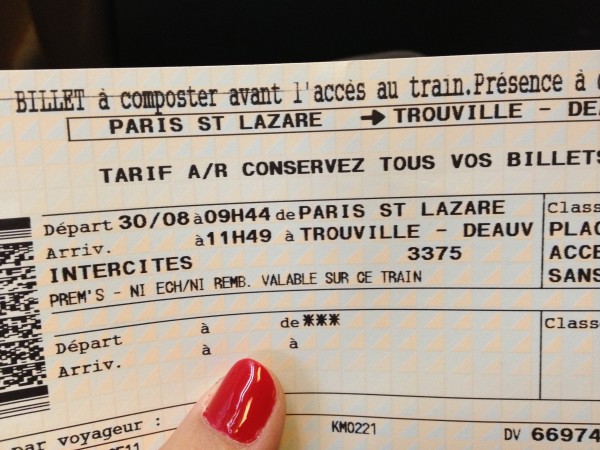 BILLET à composter avant l'accès au train.Présence à
PARIS ST LAZARE → TROUVILLE - DE
TARIF A/R CONSERVEZ TOUS VOS BILLETS
Départ 30/08 à 09H44 de PARIS ST LAZARE Class
Arriv. à 11H49 à TROUVILLE - DEAUV PLAC
INTERCITES 3375 ACCE
PREM'S - NI ECH/NI REMB. VALABLE SUR CE TRAIN SANS
Départ à de *** Class
Arriv. à à
par voyageur :
KM0221
DV 66974